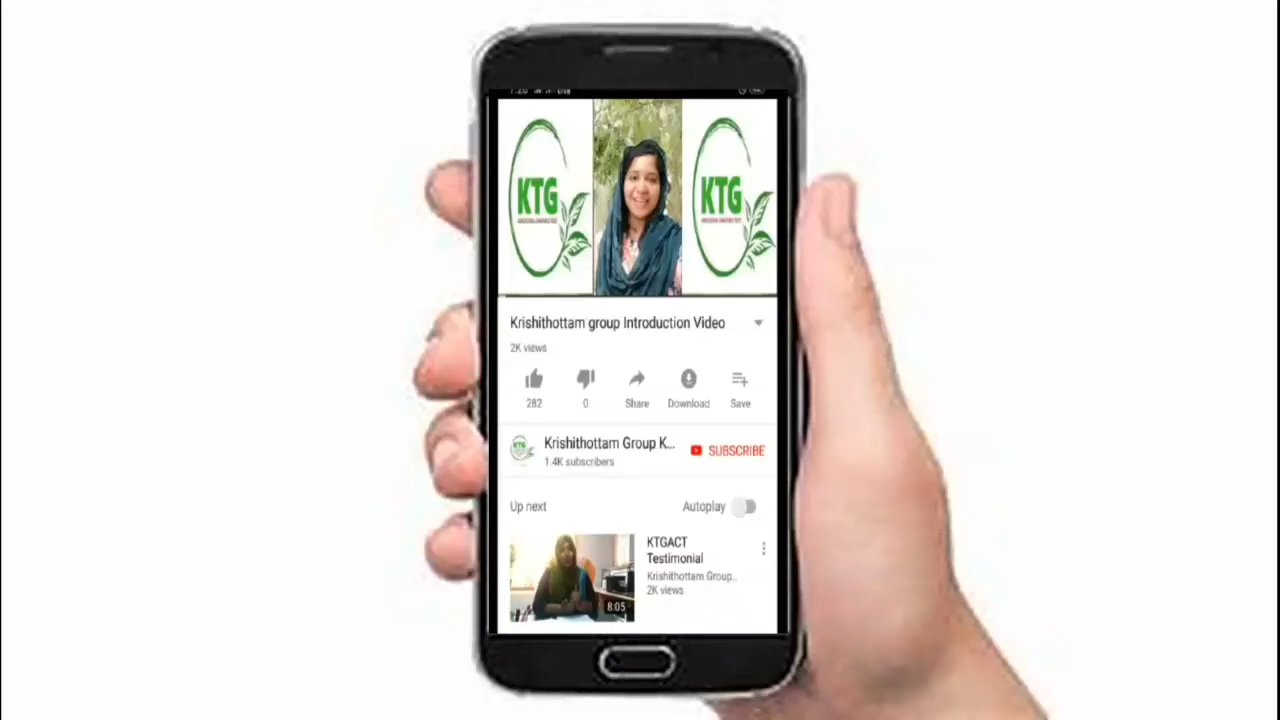 KTG
KTG
Krishithottam group Introduction Video
2K views
282
0
Share
Download
Save
KTG
Krishithottam Group K...
SUBSCRIBE
1.4K subscribers
Up next
Autoplay
KTGACT
Testimonial
Krishithottam Group..
2K views
8:05